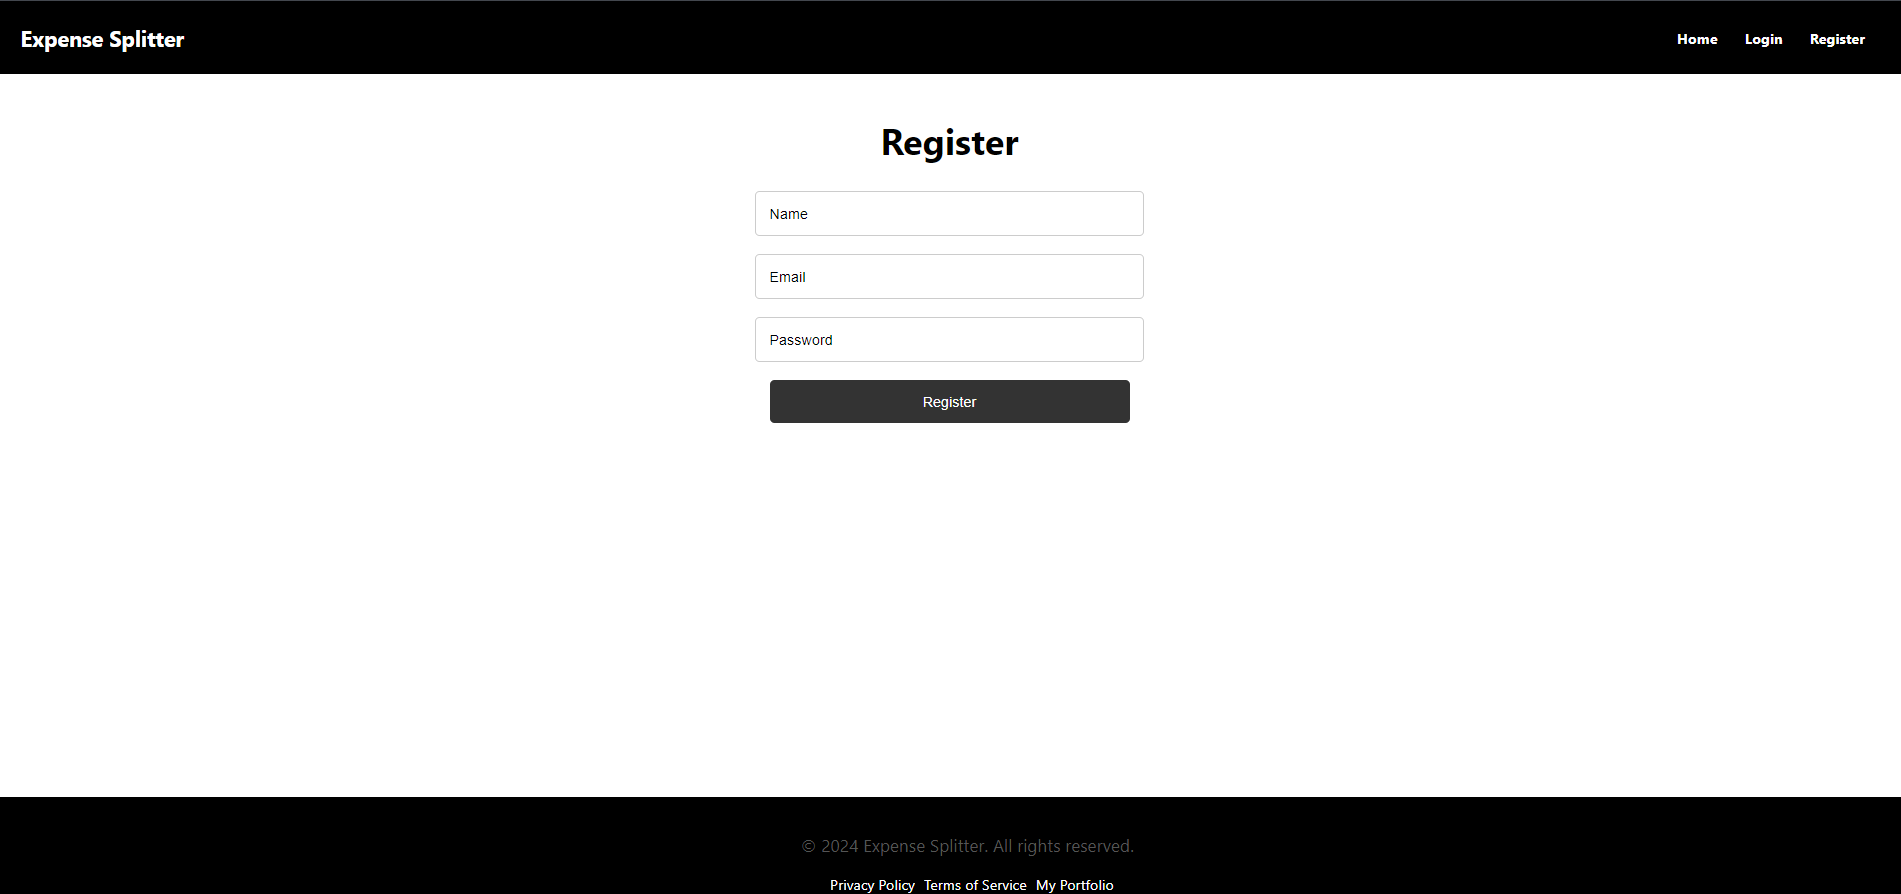 Expense Splitter Home Login Register
Register
Name
Email
Password
Register
© 2024 Expense Splitter. All rights reserved.
Privacy Policy Terms of Service My Portfolio